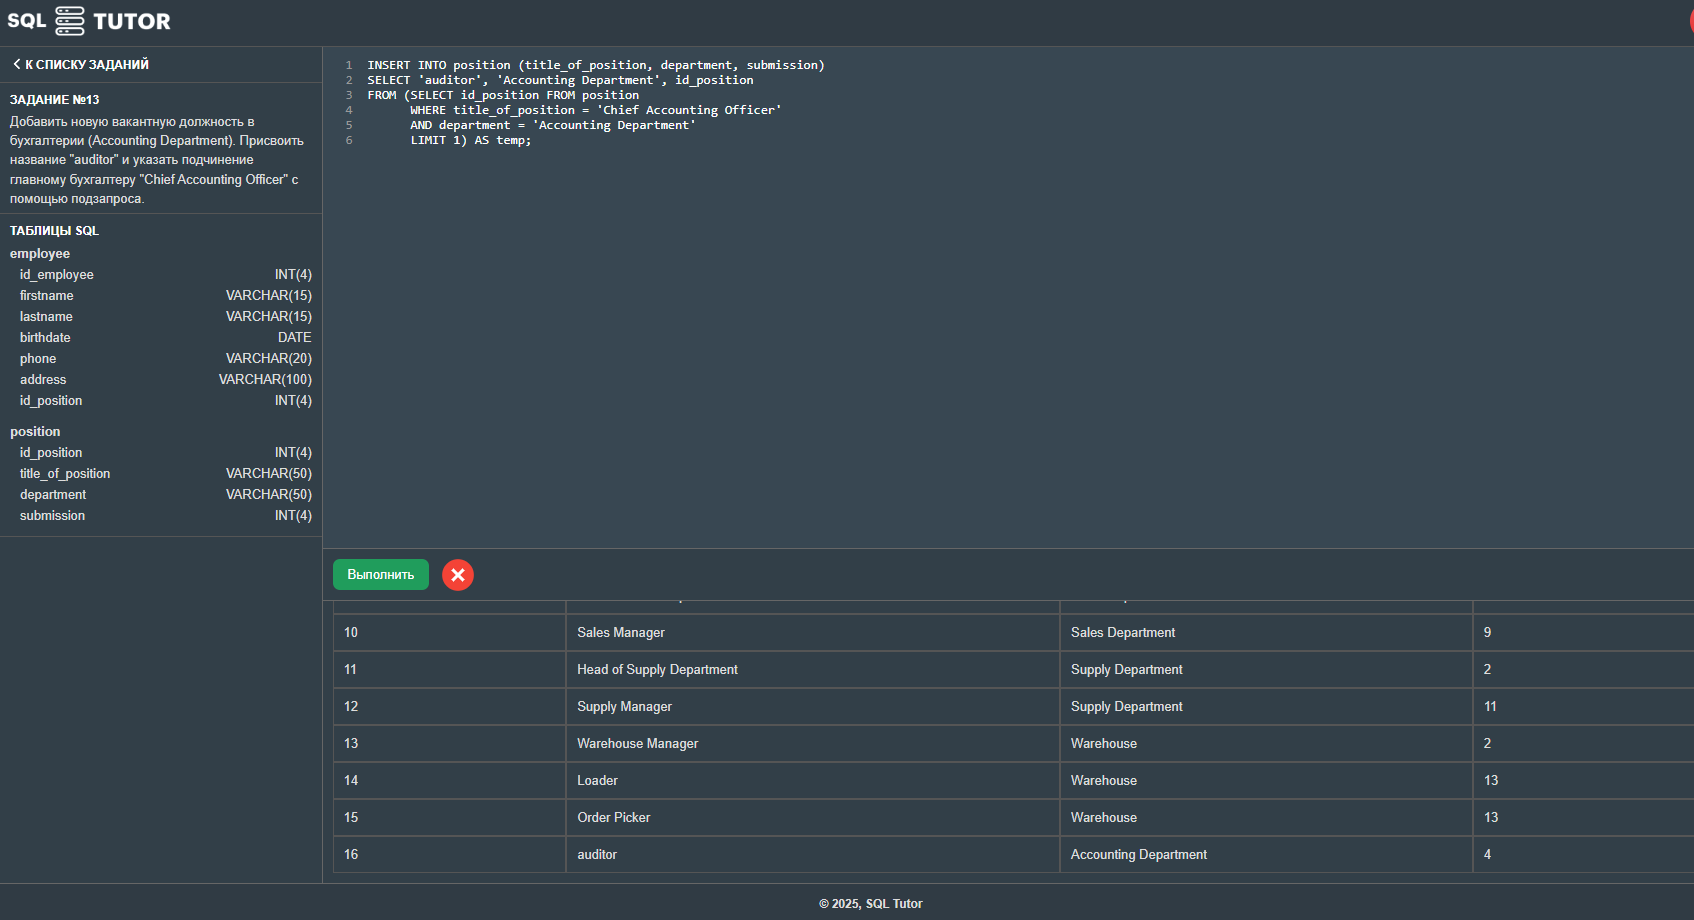 SQL TUTOR
К СПИСКУ ЗАДАНИЙ
ЗАДАНИЕ №13
Добавить новую вакантную должность в
бухгалтерии (Accounting Department). Присвоить
название "auditor" и указать подчинение
главному бухгалтеру "Chief Accounting Officer" с
помощью подзапроса.
ТАБЛИЦЫ SQL
employee
id_employee INT(4)
firstname VARCHAR(15)
lastname VARCHAR(15)
birthdate DATE
phone VARCHAR(20)
address VARCHAR(100)
id_position INT(4)
position
id_position INT(4)
title_of_position VARCHAR(50)
department VARCHAR(50)
submission INT(4)
1 INSERT INTO position (title_of_position, department, submission)
2 SELECT 'auditor', 'Accounting Department', id_position
3 FROM (SELECT id_position FROM position
4 WHERE title_of_position = 'Chief Accounting Officer'
5 AND department = 'Accounting Department'
6 LIMIT 1) AS temp;
Выполнить
10 Sales Manager Sales Department 9
11 Head of Supply Department Supply Department 2
12 Supply Manager Supply Department 11
13 Warehouse Manager Warehouse 2
14 Loader Warehouse 13
15 Order Picker Warehouse 13
16 auditor Accounting Department 4
© 2025, SQL Tutor